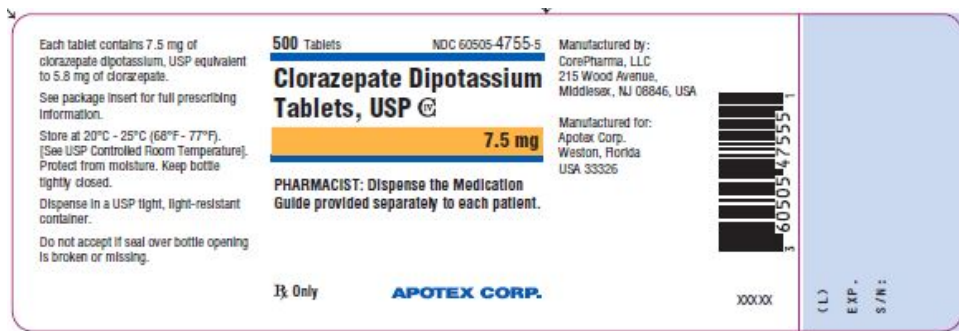 Each tablet contains 7.5 mg of
clorazepate dipotassium, USP equivalent
to 5.8 mg of clorazepate.
See package insert for full prescribing
information.
Store at 20°C - 25°C (68°F - 77°F).
[See USP Controlled Room Temperature].
Protect from moisture. Keep bottle
tightly closed.
Dispense in a USP tight, light-resistant
container.
Do not accept if seal over bottle opening
is broken or missing.
500 Tablets NDC 60505-4755-5
Clorazepate Dipotassium
Tablets, USP CIV
7.5 mg
PHARMACIST: Dispense the Medication
Guide provided separately to each patient.
Rx Only APOTEX CORP.
Manufactured by:
CorePharma, LLC
215 Wood Avenue,
Middlesex, NJ 08846, USA
Manufactured for:
Apotex Corp.
Weston, Florida
USA 33326
3 60505 47555 1
XXXXX
(L)
EXP.
S/N: